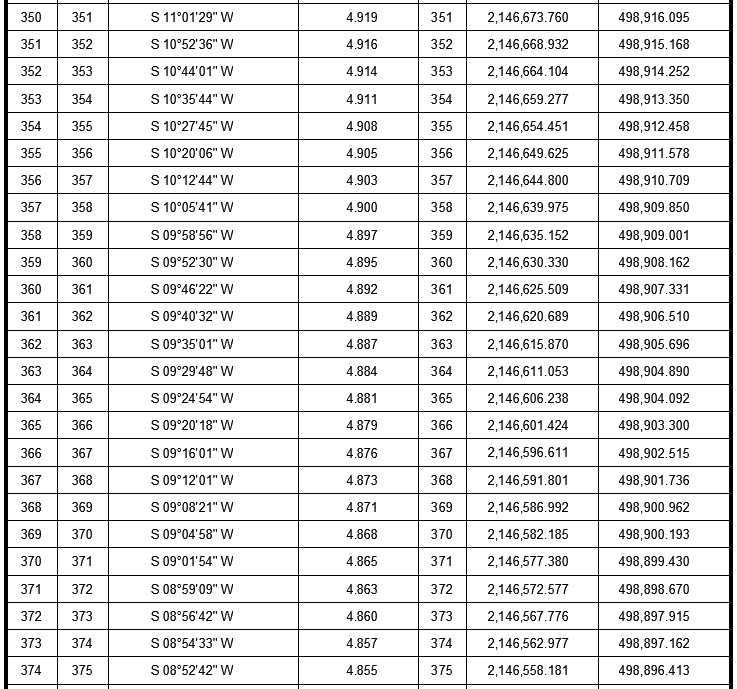 350 351 S 11°01'29" W 4.919 351 2,146,673.760 498,916.095
351 352 S 10°52'36" W 4.916 352 2,146,668.932 498,915.168
352 353 S 10°44'01" W 4.914 353 2,146,664.104 498,914.252
353 354 S 10°35'44" W 4.911 354 2,146,659.277 498,913.350
354 355 S 10°27'45" W 4.908 355 2,146,654.451 498,912.458
355 356 S 10°20'06" W 4.905 356 2,146,649.625 498,911.578
356 357 S 10°12'44" W 4.903 357 2,146,644.800 498,910.709
357 358 S 10°05'41" W 4.900 358 2,146,639.975 498,909.850
358 359 S 09°58'56" W 4.897 359 2,146,635.152 498,909.001
359 360 S 09°52'30" W 4.895 360 2,146,630.330 498,908.162
360 361 S 09°46'22" W 4.892 361 2,146,625.509 498,907.331
361 362 S 09°40'32" W 4.889 362 2,146,620.689 498,906.510
362 363 S 09°35'01" W 4.887 363 2,146,615.870 498,905.696
363 364 S 09°29'48" W 4.884 364 2,146,611.053 498,904.890
364 365 S 09°24'54" W 4.881 365 2,146,606.238 498,904.092
365 366 S 09°20'18" W 4.879 366 2,146,601.424 498,903.300
366 367 S 09°16'01" W 4.876 367 2,146,596.611 498,902.515
367 368 S 09°12'01" W 4.873 368 2,146,591.801 498,901.736
368 369 S 09°08'21" W 4.871 369 2,146,586.992 498,900.962
369 370 S 09°04'58" W 4.868 370 2,146,582.185 498,900.193
370 371 S 09°01'54" W 4.865 371 2,146,577.380 498,899.430
371 372 S 08°59'09" W 4.863 372 2,146,572.577 498,898.670
372 373 S 08°56'42" W 4.860 373 2,146,567.776 498,897.915
373 374 S 08°54'33" W 4.857 374 2,146,562.977 498,897.162
374 375 S 08°52'42" W 4.855 375 2,146,558.181 498,896.413